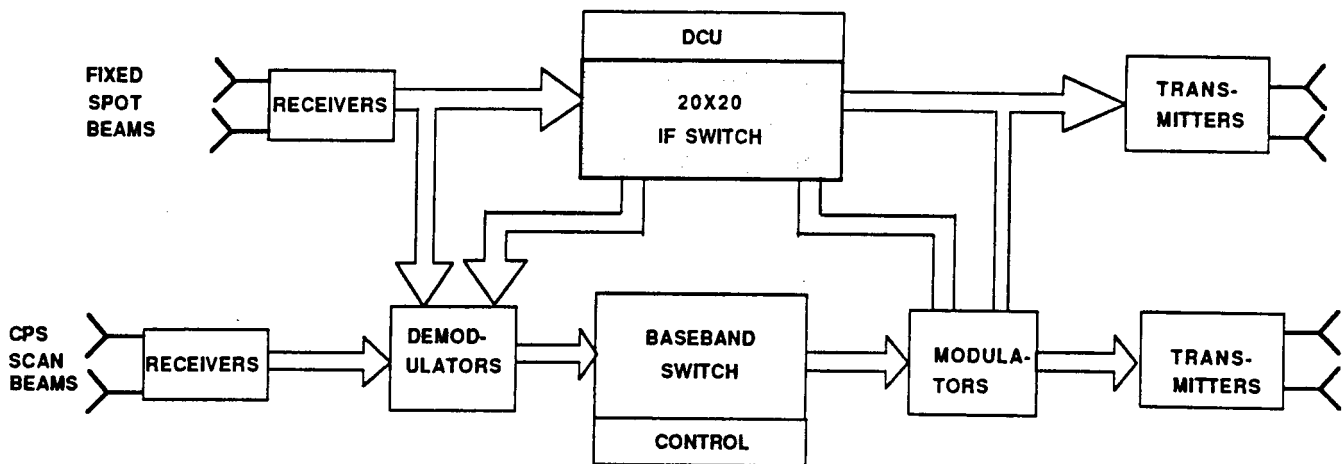 DCU
FIXED
SPOT
BEAMS
RECEIVERS
20X20
IF SWITCH
TRANS-
MITTERS
CPS
SCAN
BEAMS
RECEIVERS
DEMOD-
ULATORS
BASEBAND
SWITCH
MODULA-
TORS
TRANS-
MITTERS
CONTROL